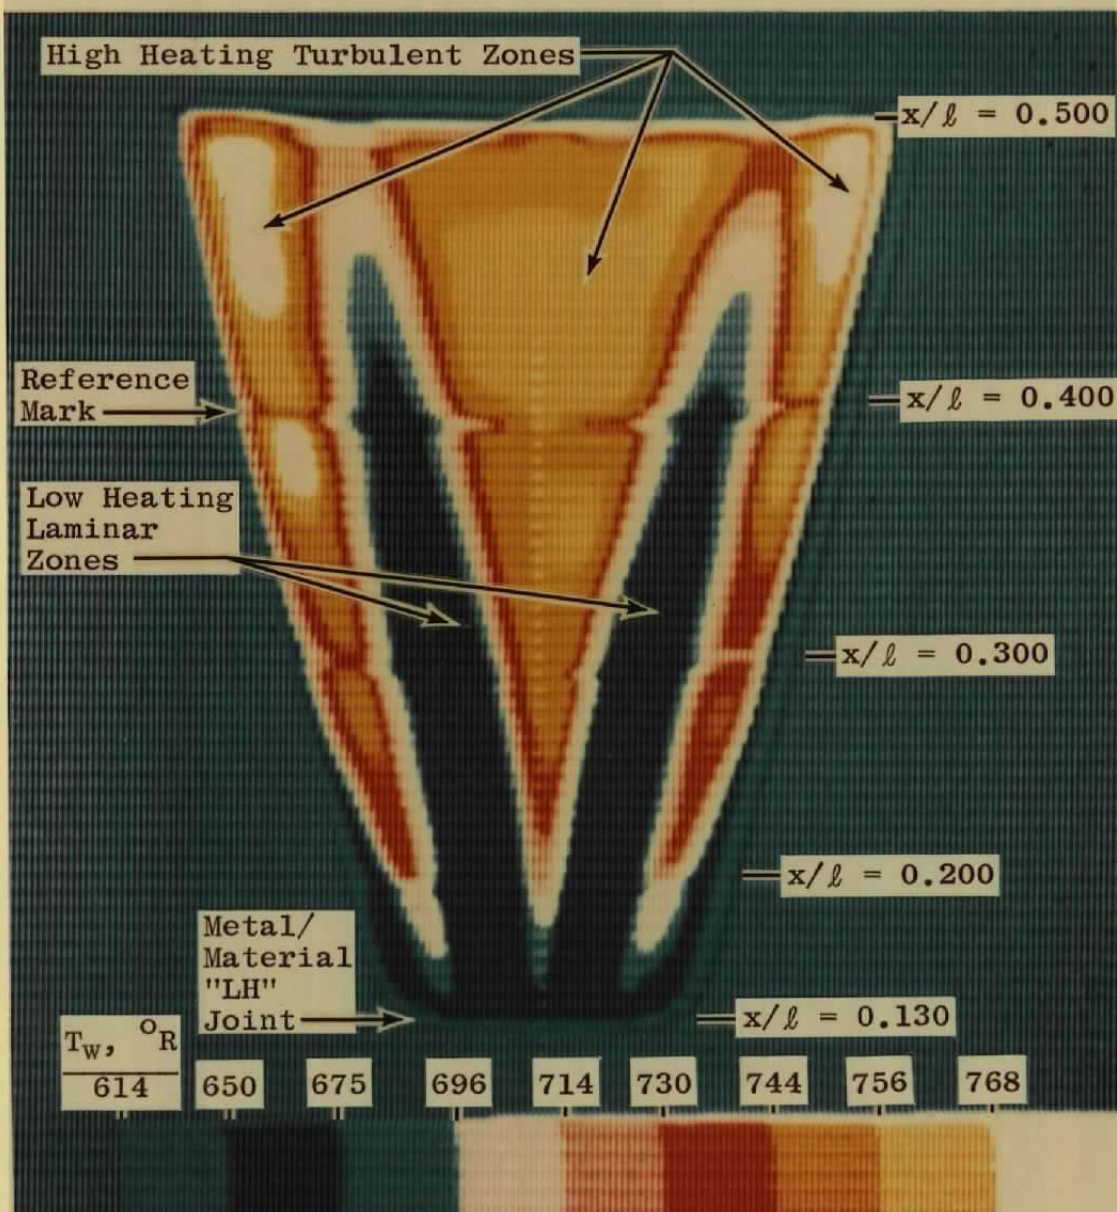 High Heating Turbulent Zones
x/ℓ = 0.500
Reference
Mark
x/ℓ = 0.400
Low Heating
Laminar
Zones
x/ℓ = 0.300
x/ℓ = 0.200
Metal/
Material
"LH"
Joint
x/ℓ = 0.130
T_W, °R
614 650 675 696 714 730 744 756 768